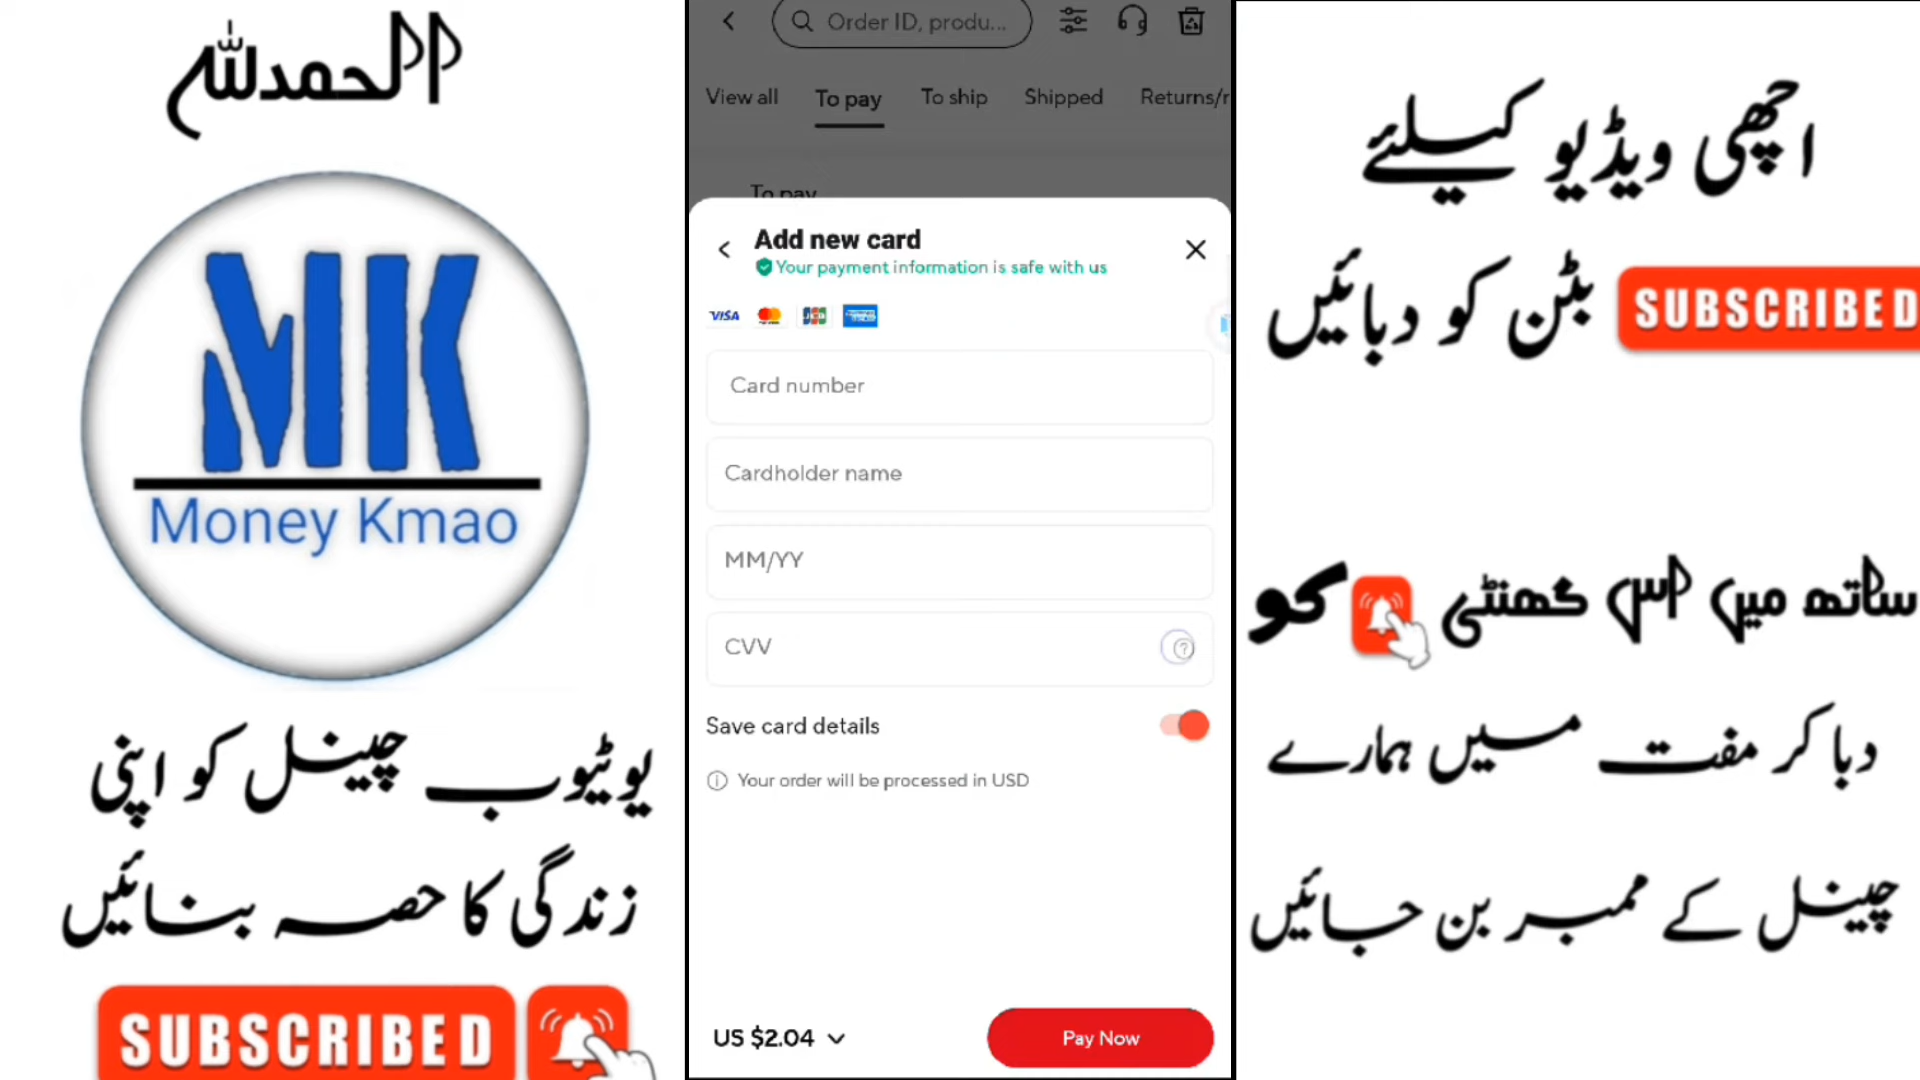 الحمدللہ
MK
Money Kmao
یوٹیوب چینل کو اپنی
زندگی کا حصہ بنائیں
SUBSCRIBED
Order ID, produ...
View all
To pay
To ship
Shipped
Returns/r
To pay
Add new card
Your payment information is safe with us
VISA
JCB
Card number
Cardholder name
MM/YY
CVV
?
Save card details
Your order will be processed in USD
US $2.04
Pay Now
اچھی ویڈیو کیلئے
بٹن کو دبائیں SUBSCRIBED
ساتھ میں اس گھنٹی کو
دبا کر مفت میں ہمارے
چینل کے ممبر بن جائیں